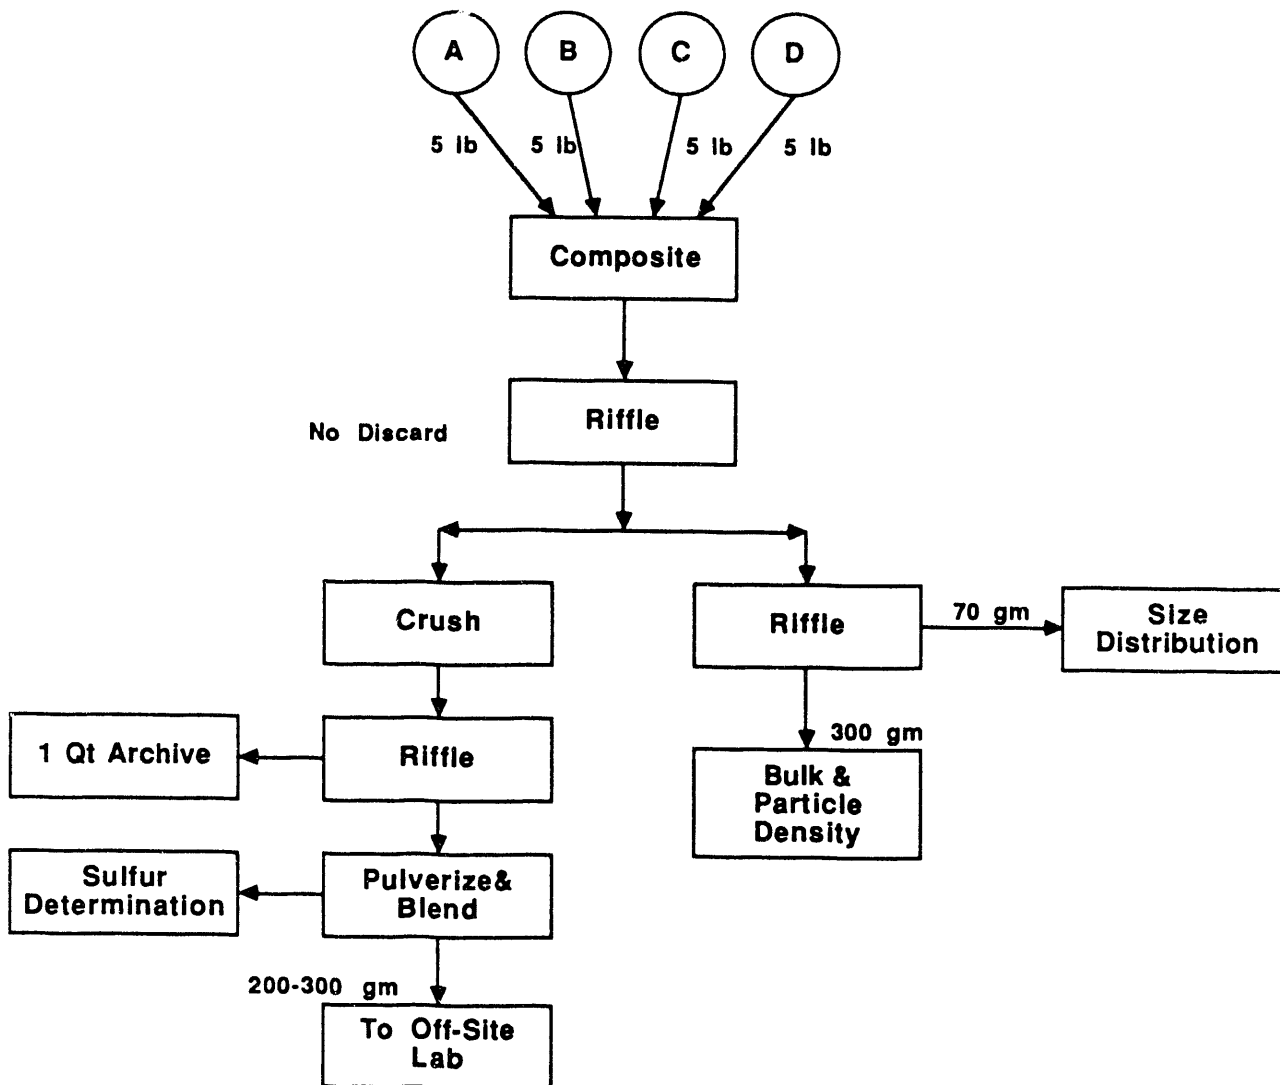 A
B
C
D
5 lb
5 lb
5 lb
5 lb
Composite
Riffle
No Discard
Crush
Riffle
70 gm
Size
Distribution
1 Qt Archive
Riffle
300 gm
Bulk &
Particle
Density
Sulfur
Determination
Pulverize&
Blend
200-300 gm
To Off-Site
Lab